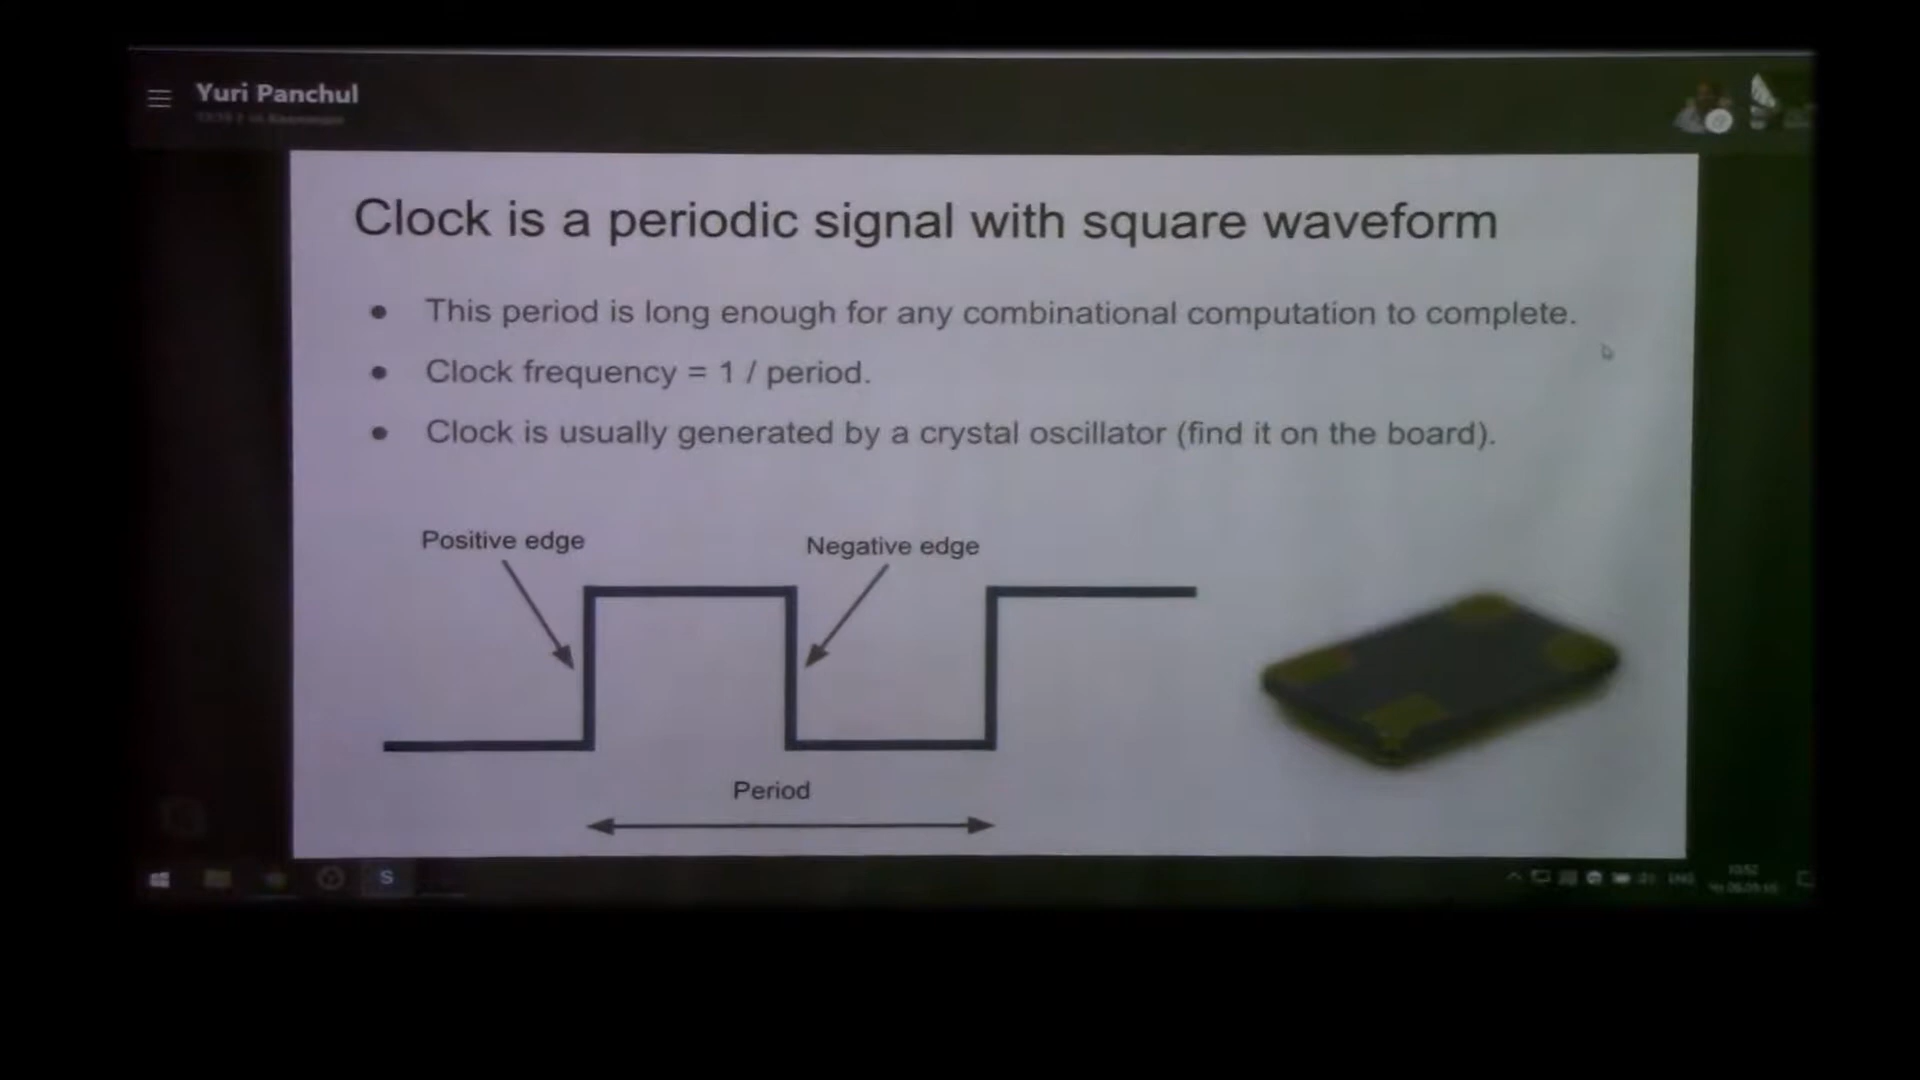 Yuri Panchul
Clock is a periodic signal with square waveform
This period is long enough for any combinational computation to complete.
Clock frequency = 1 / period.
Clock is usually generated by a crystal oscillator (find it on the board).
Positive edge
Negative edge
Period
S
ENG